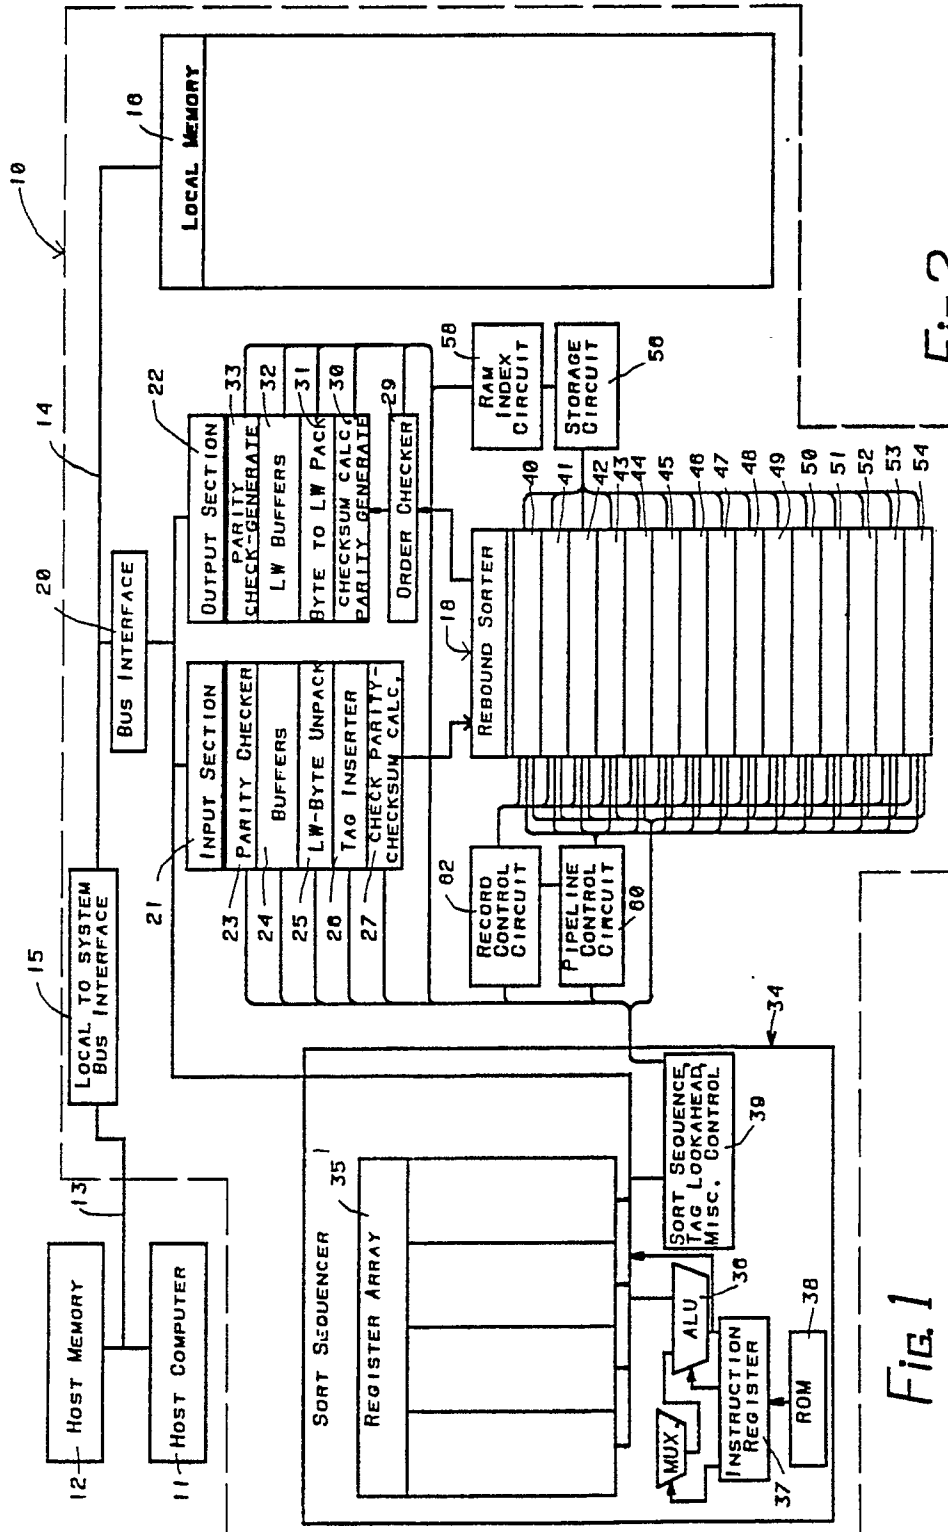 10
12
HOST MEMORY
11
HOST COMPUTER
13
15
LOCAL TO SYSTEM
BUS INTERFACE
14
20
BUS INTERFACE
16
LOCAL MEMORY
21
INPUT SECTION
23
PARITY CHECKER
24
BUFFERS
25
LW-BYTE UNPACK
26
TAG INSERTER
27
CHECK PARITY-
CHECKSUM CALC.
22
OUTPUT SECTION
33
PARITY
CHECK-GENERATE
32
LW BUFFERS
31
BYTE TO LW PACK
30
CHECKSUM CALC.
PARITY GENERATE
29
ORDER CHECKER
58
RAM
INDEX
CIRCUIT
56
STORAGE
CIRCUIT
18
REBOUND SORTER
40
41
42
43
44
45
46
47
48
49
50
51
52
53
54
62
RECORD
CONTROL
CIRCUIT
60
PIPELINE
CONTROL
CIRCUIT
34
SORT SEQUENCER
35
REGISTER ARRAY
SORT SEQUENCE,
TAG LOOKAHEAD,
MISC. CONTROL
39
ALU
36
MUX.
INSTRUCTION
REGISTER
37
ROM
38
FIG. 1
FIG. 2